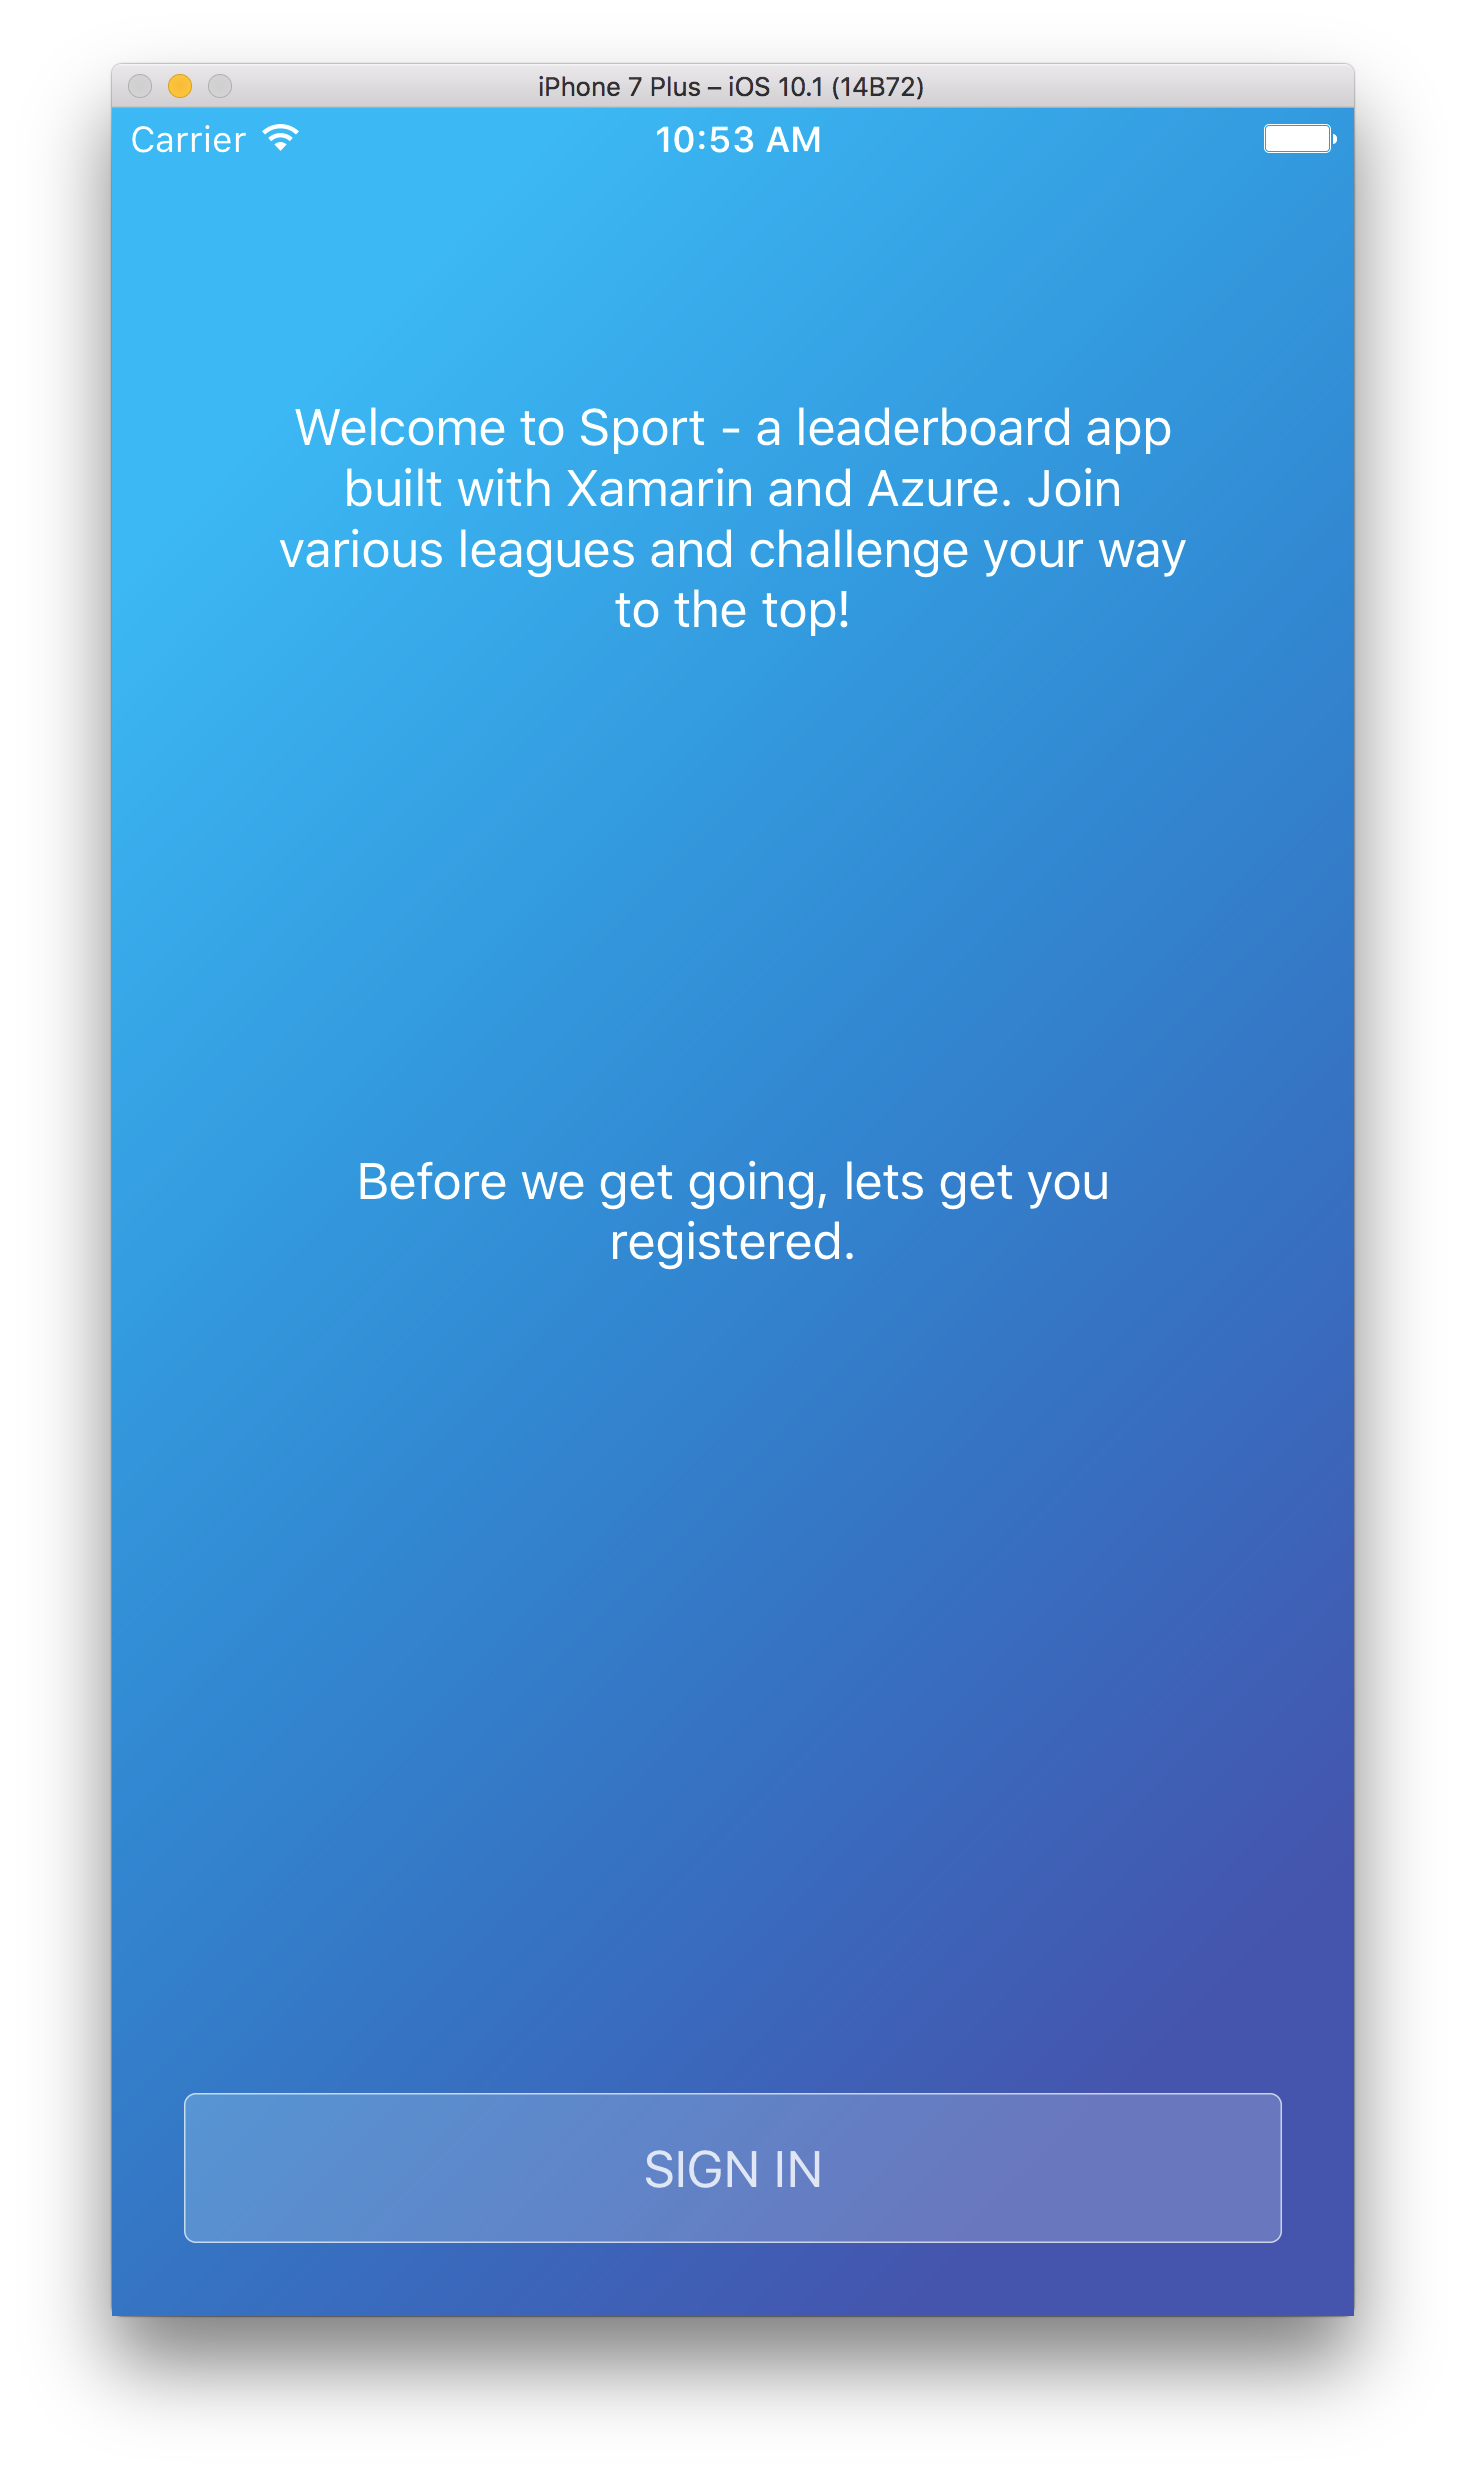 iPhone 7 Plus – iOS 10.1 (14B72)
Carrier 10:53 AM
Welcome to Sport - a leaderboard app
built with Xamarin and Azure. Join
various leagues and challenge your way
to the top!
Before we get going, lets get you
registered.
SIGN IN